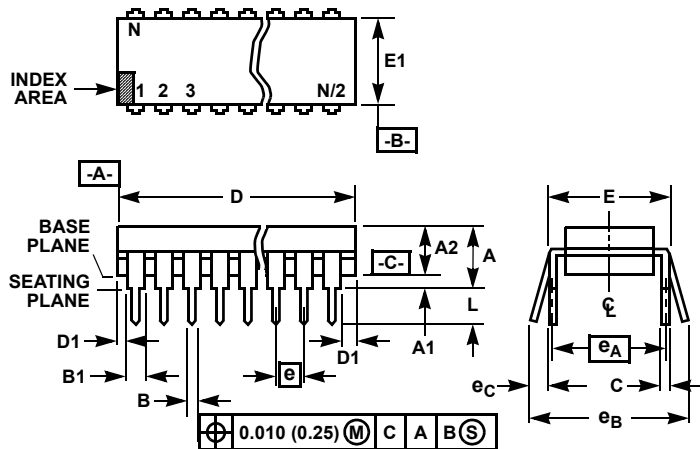 N
INDEX
AREA
1 2 3 N/2
E1
-B-
-A-
D
E
BASE
PLANE
SEATING
PLANE
A2
A
-C-
L
A1
D1
D1
B1
B
e
℄
eA
eC
C
eB
⌖ 0.010 (0.25) Ⓜ C A B Ⓢ